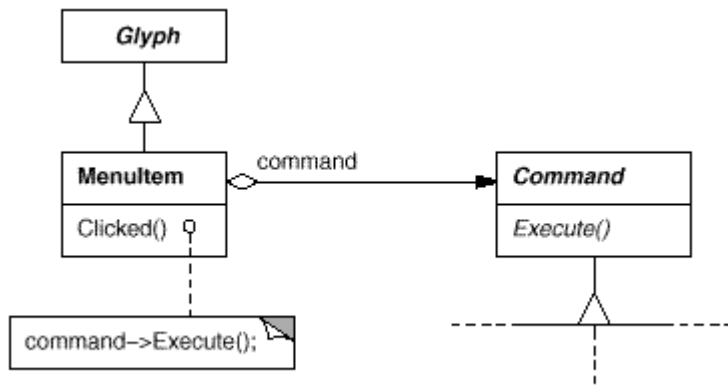 Glyph
MenuItem
command
Command
Clicked()
Execute()
command–>Execute();